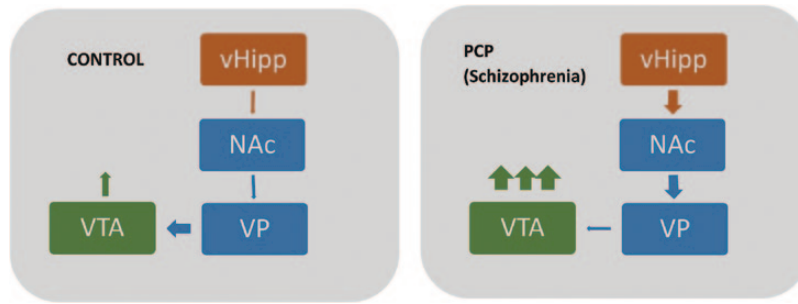 CONTROL
vHipp
NAc
VTA
VP
PCP
(Schizophrenia)
vHipp
NAc
VTA
VP